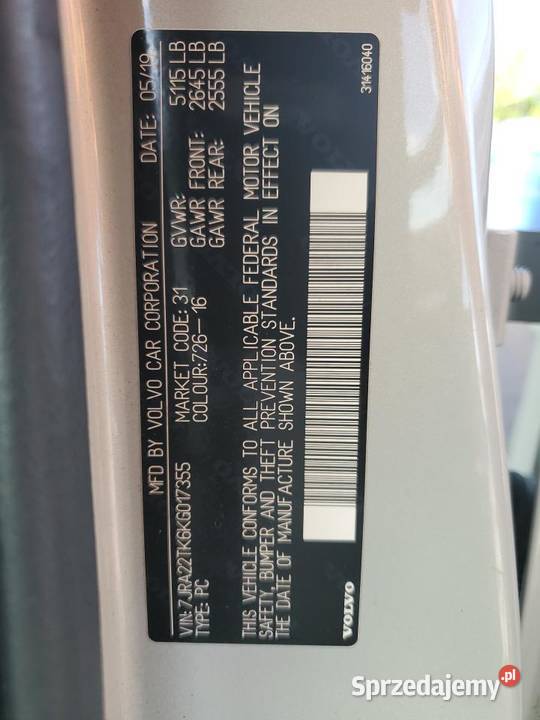 MFD BY VOLVO CAR CORPORATION DATE: 05/19
VIN: 7JRA22TK6KG017355 MARKET CODE: 31 GVWR: 5115 LB
TYPE: PC COLOUR:726-16 GAWR FRONT: 2645 LB
GAWR REAR: 2555 LB
THIS VEHICLE CONFORMS TO ALL APPLICABLE FEDERAL MOTOR VEHICLE
SAFETY, BUMPER AND THEFT PREVENTION STANDARDS IN EFFECT ON
THE DATE OF MANUFACTURE SHOWN ABOVE.
VOLVO 31416040
Sprzedajemy.pl